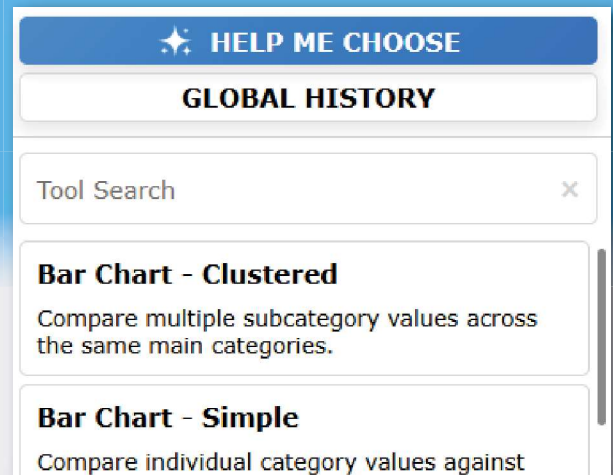 HELP ME CHOOSE
GLOBAL HISTORY
Tool Search ×
Bar Chart - Clustered
Compare multiple subcategory values across
the same main categories.
Bar Chart - Simple
Compare individual category values against